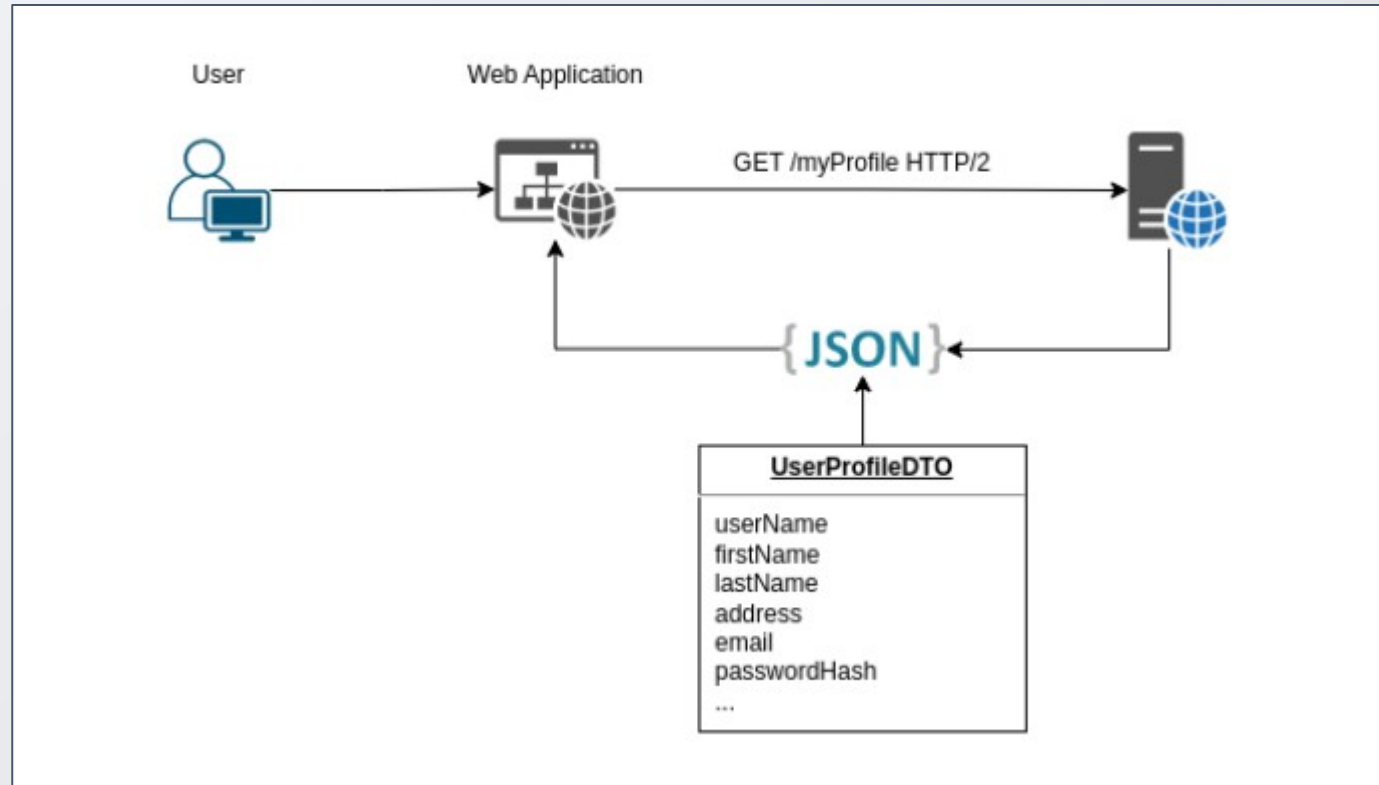 User
Web Application
GET /myProfile HTTP/2
{JSON}
UserProfileDTO
userName
firstName
lastName
address
email
passwordHash
...